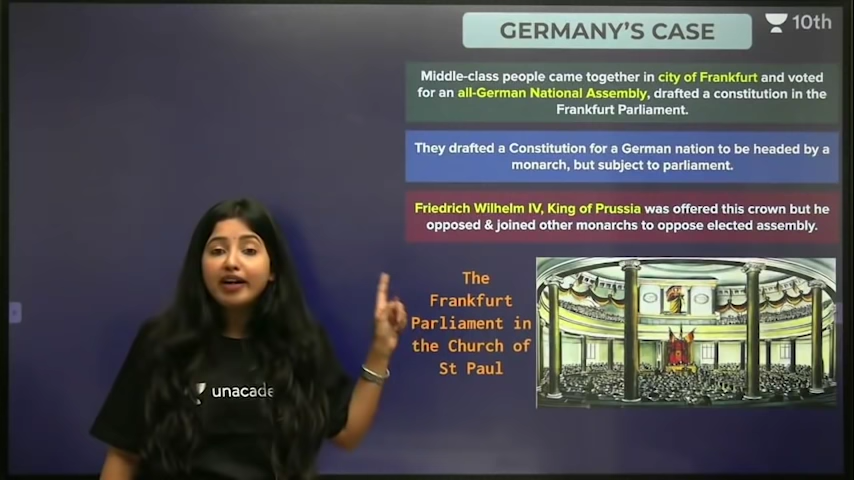 GERMANY'S CASE
10th
Middle-class people came together in city of Frankfurt and voted
for an all-German National Assembly, drafted a constitution in the
Frankfurt Parliament.
They drafted a Constitution for a German nation to be headed by a
monarch, but subject to parliament.
Friedrich Wilhelm IV, King of Prussia was offered this crown but he
opposed & joined other monarchs to oppose elected assembly.
The
Frankfurt
Parliament in
the Church of
St Paul
unacade